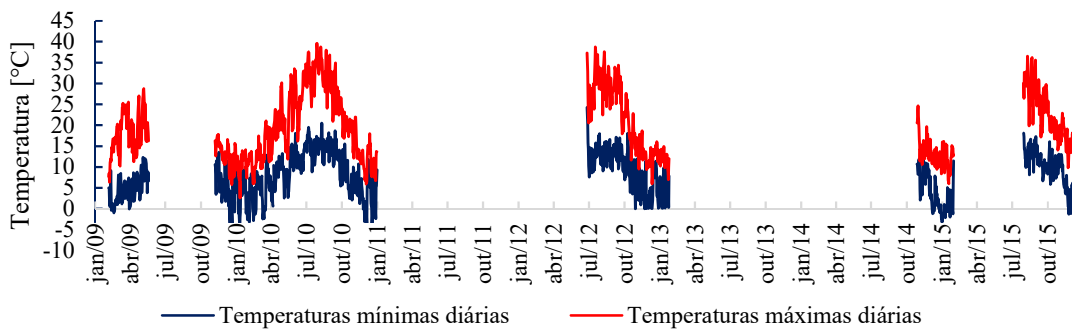 Temperatura [°C]
45
40
35
30
25
20
15
10
5
0
-5
-10
jan/09
abr/09
jul/09
out/09
jan/10
abr/10
jul/10
out/10
jan/11
abr/11
jul/11
out/11
jan/12
abr/12
jul/12
out/12
jan/13
abr/13
jul/13
out/13
jan/14
abr/14
jul/14
out/14
jan/15
abr/15
jul/15
out/15
Temperaturas mínimas diárias
Temperaturas máximas diárias